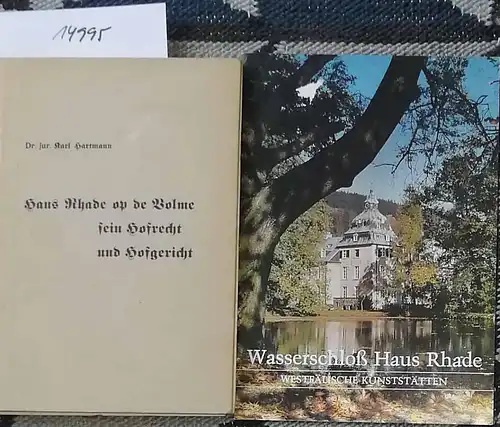 14995
Dr. jur. Karl Hartmann
Haus Rhade op de Volme
sein Hofrecht
und Hofgericht
Wasserschloß Haus Rhade
WESTFÄLISCHE KUNSTSTÄTTEN